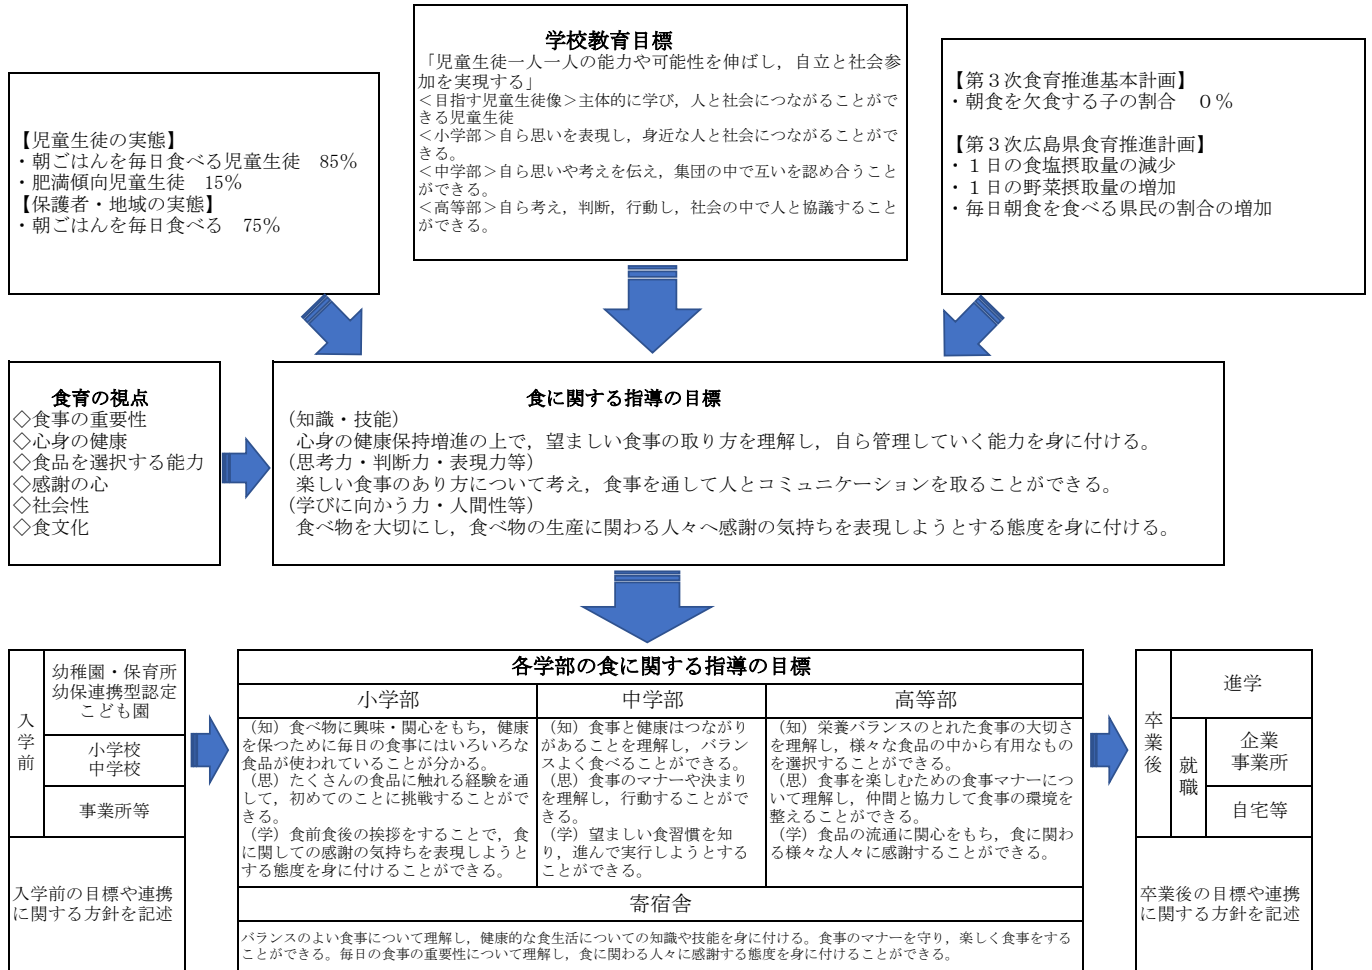 学校教育目標
「児童生徒一人一人の能力や可能性を伸ばし，自立と社会参
加を実現する」
＜目指す児童生徒像＞主体的に学び，人と社会につながることがで
きる児童生徒
＜小学部＞自ら思いを表現し，身近な人と社会につながることがで
きる。
＜中学部＞自ら思いや考えを伝え，集団の中で互いを認め合うこと
ができる。
＜高等部＞自ら考え，判断，行動し，社会の中で人と協議すること
ができる。
【児童生徒の実態】
・朝ごはんを毎日食べる児童生徒　85％
・肥満傾向児童生徒　15％
【保護者・地域の実態】
・朝ごはんを毎日食べる　75％
【第３次食育推進基本計画】
・朝食を欠食する子の割合　０％
【第３次広島県食育推進計画】
・１日の食塩摂取量の減少
・１日の野菜摂取量の増加
・毎日朝食を食べる県民の割合の増加
食育の視点
◇食事の重要性
◇心身の健康
◇食品を選択する能力
◇感謝の心
◇社会性
◇食文化
食に関する指導の目標
(知識・技能)
心身の健康保持増進の上で，望ましい食事の取り方を理解し，自ら管理していく能力を身に付ける。
(思考力・判断力・表現力等)
楽しい食事のあり方について考え，食事を通して人とコミュニケーションを取ることができる。
(学びに向かう力・人間性等)
食べ物を大切にし，食べ物の生産に関わる人々へ感謝の気持ちを表現しようとする態度を身に付ける。
入学前
幼稚園・保育所
幼保連携型認定
こども園
小学校
中学校
事業所等
入学前の目標や連携
に関する方針を記述
各学部の食に関する指導の目標
小学部
（知）食べ物に興味・関心をもち，健康
を保つために毎日の食事にはいろいろな
食品が使われていることが分かる。
（思）たくさんの食品に触れる経験を通
して，初めてのことに挑戦することがで
きる。
（学）食前食後の挨拶をすることで，食
に関しての感謝の気持ちを表現しようと
する態度を身に付けることができる。
中学部
（知）食事と健康はつながり
があることを理解し，バラン
スよく食べることができる。
（思）食事のマナーや決まり
を理解し，行動することがで
きる。
（学）望ましい食習慣を知
り，進んで実行しようとする
ことができる。
高等部
（知）栄養バランスのとれた食事の大切さ
を理解し，様々な食品の中から有用なもの
を選択することができる。
（思）食事を楽しむための食事マナーにつ
いて理解し，仲間と協力して食事の環境を
整えることができる。
（学）食品の流通に関心をもち，食に関わ
る様々な人々に感謝することができる。
寄宿舎
バランスのよい食事について理解し，健康的な食生活についての知識や技能を身に付ける。食事のマナーを守り，楽しく食事をする
ことができる。毎日の食事の重要性について理解し，食に関わる人々に感謝する態度を身に付けることができる。
卒業後
進学
就職
企業
事業所
自宅等
卒業後の目標や連携
に関する方針を記述